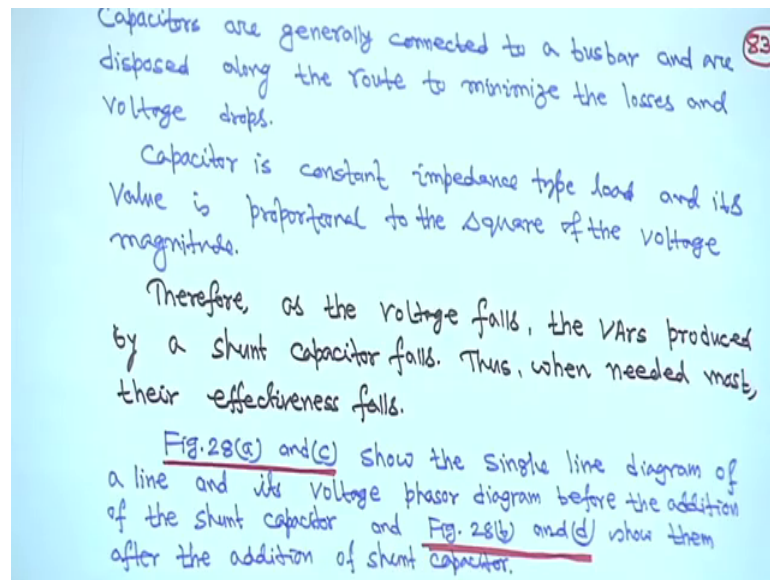 Capacitors are generally connected to a busbar and are
83
disposed along the route to minimize the losses and
voltage drops.
Capacitor is constant impedance type load and its
Value is proportional to the square of the voltage
magnitude.
Therefore, as the voltage falls, the VArs produced
by a shunt capacitor falls. Thus, when needed most,
their effectiveness falls.
Fig.28(a) and (c) show the single line diagram of
a line and its voltage phasor diagram before the addition
of the shunt capacitor and Fig. 28(b) and (d) show them
after the addition of shunt capacitor.